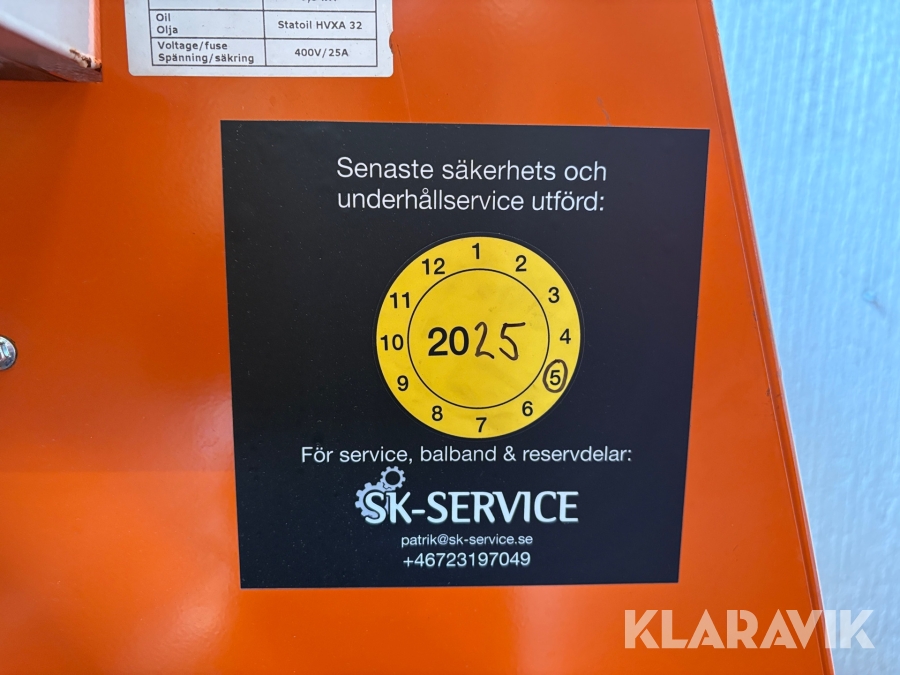 Oil
Olja
Statoil HVXA 32
Voltage/fuse
Spänning/säkring
400V/25A
Senaste säkerhets och
underhållservice utförd:
1
2
3
4
5
6
7
8
9
10
11
12
2025
För service, balband & reservdelar:
SK-SERVICE
patrik@sk-service.se
+46723197049
KLARAVIK